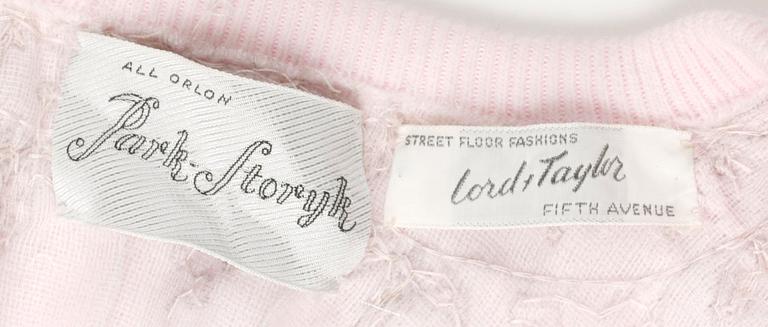 ALL ORLON
Park-Storyk
STREET FLOOR FASHIONS
Lord & Taylor
FIFTH AVENUE